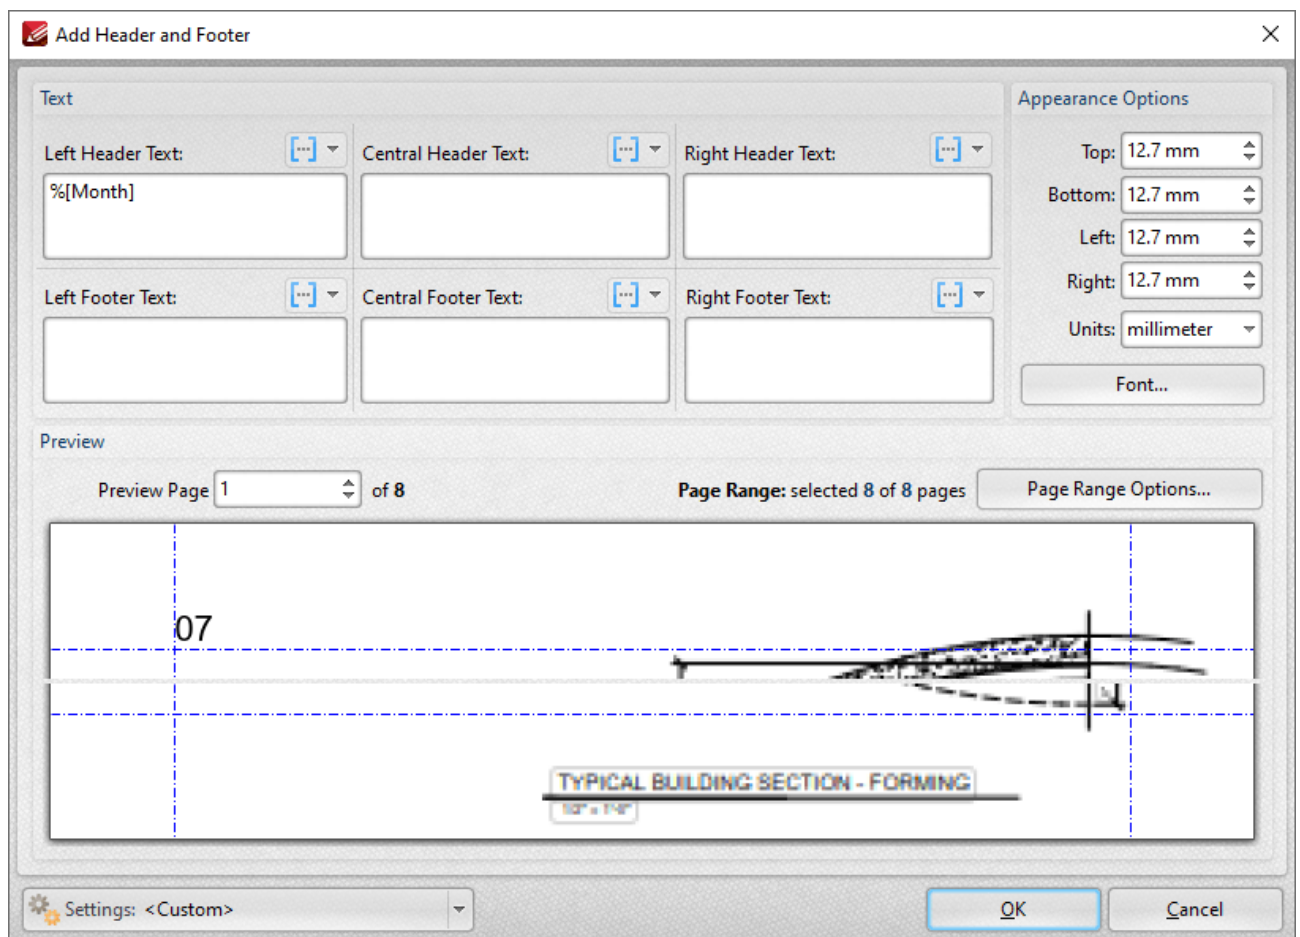 Add Header and Footer
Text
Appearance Options
Left Header Text:
Central Header Text:
Right Header Text:
%[Month]
Top: 12.7 mm
Bottom: 12.7 mm
Left: 12.7 mm
Right: 12.7 mm
Units: millimeter
Font...
Left Footer Text:
Central Footer Text:
Right Footer Text:
Preview
Preview Page 1 of 8
Page Range: selected 8 of 8 pages
Page Range Options...
07
TYPICAL BUILDING SECTION - FORMING
Settings: <Custom>
OK
Cancel